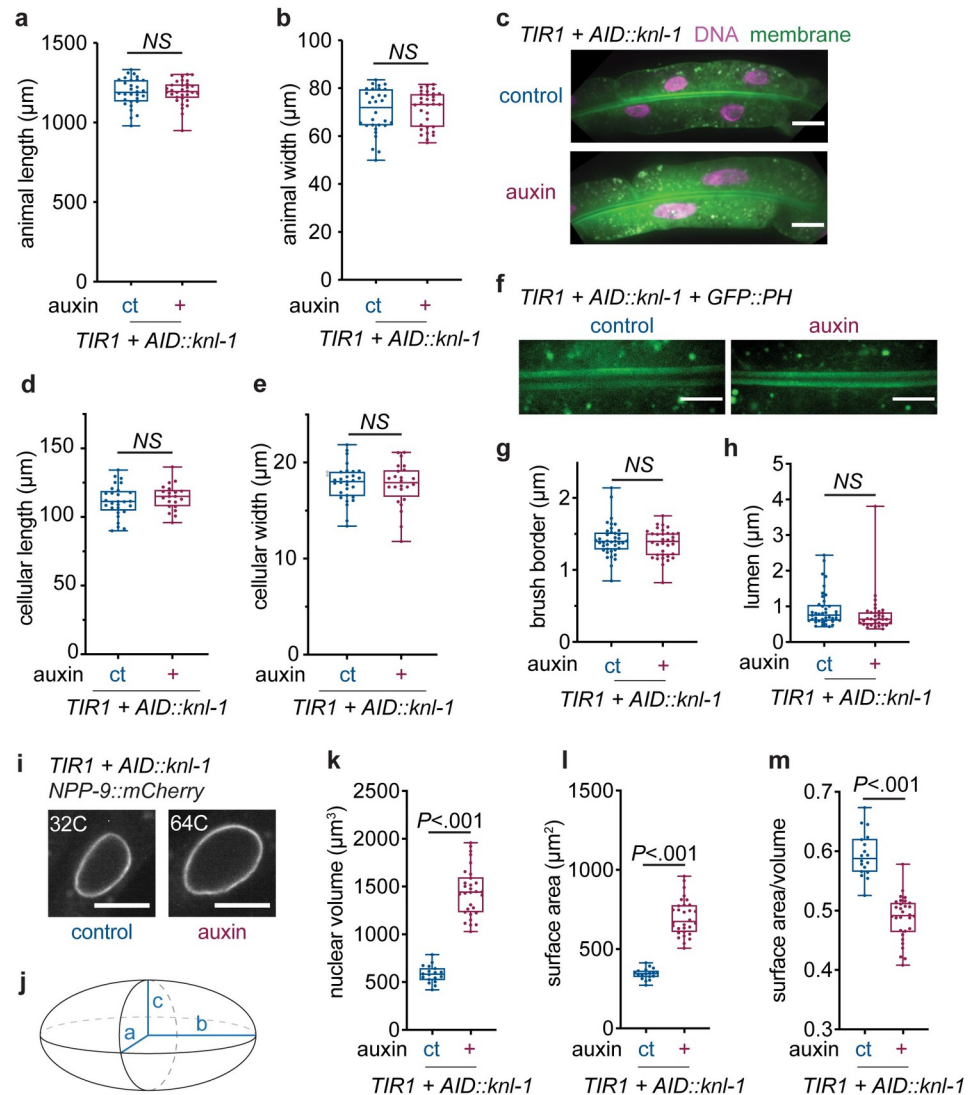 a
1500
1000
500
0
animal length (μm)
NS
auxin ct +
TIR1 + AID::knl-1
b
100
80
60
40
20
0
animal width (μm)
NS
auxin ct +
TIR1 + AID::knl-1
c
TIR1 + AID::knl-1 DNA membrane
control
auxin
f
TIR1 + AID::knl-1 + GFP::PH
control auxin
d
150
100
50
0
cellular length (μm)
NS
auxin ct +
TIR1 + AID::knl-1
e
20
10
0
cellular width (μm)
NS
auxin ct +
TIR1 + AID::knl-1
g
2
1
0
brush border (μm)
NS
auxin ct +
TIR1 + AID::knl-1
h
5
4
3
2
1
0
lumen (μm)
NS
auxin ct +
TIR1 + AID::knl-1
i
TIR1 + AID::knl-1
NPP-9::mCherry
32C 64C
control auxin
j
c
a b
k
2500
2000
1500
1000
500
0
nuclear volume (μm³)
P<.001
auxin ct +
TIR1 + AID::knl-1
l
1500
1000
500
0
surface area (μm²)
P<.001
auxin ct +
TIR1 + AID::knl-1
m
0.7
0.6
0.5
0.4
0.3
surface area/volume
P<.001
auxin ct +
TIR1 + AID::knl-1